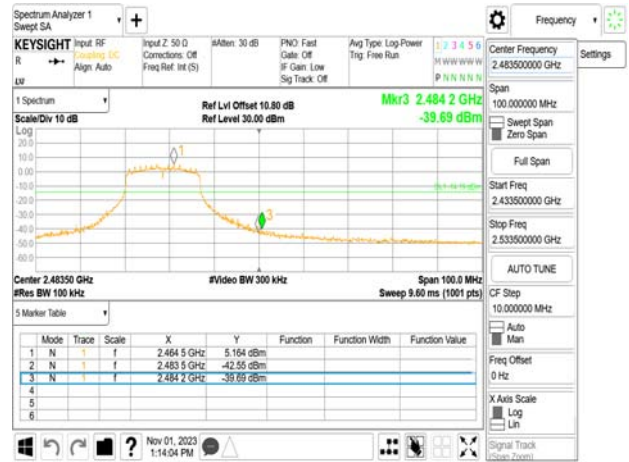 Spectrum Analyzer 1
Swept SA
+
Frequency
KEYSIGHT
R
LW
Input: RF
Coupling: DC
Align: Auto
Input Z: 50 Ω
Corrections: Off
Freq Ref: Int (S)
#Atten: 30 dB
PNO: Fast
Gate: Off
IF Gain: Low
Sig Track: Off
Avg Type: Log-Power
Trig: Free Run
1 2 3 4 5 6
M W W W W W
P N N N N N
Center Frequency
2.483500000 GHz
Settings
Span
100.000000 MHz
Swept Span
Zero Span
Full Span
Start Freq
2.433500000 GHz
Stop Freq
2.533500000 GHz
AUTO TUNE
CF Step
10.000000 MHz
Auto
Man
Freq Offset
0 Hz
X Axis Scale
Log
Lin
Signal Track
(Span Zoom)
1 Spectrum
Scale/Div 10 dB
Ref Lvl Offset 10.80 dB
Ref Level 30.00 dBm
Mkr3 2.484 2 GHz
-39.69 dBm
Log
20.0
10.0
0.00
-10.0
-20.0
-30.0
-40.0
-50.0
-60.0
1
3
Center 2.48350 GHz
#Res BW 100 kHz
#Video BW 300 kHz
Span 100.0 MHz
Sweep 9.60 ms (1001 pts)
5 Marker Table
Mode Trace Scale X Y Function Function Width Function Value
1 N 1 f 2.464 5 GHz 5.164 dBm
2 N 1 f 2.483 5 GHz -42.55 dBm
3 N 1 f 2.484 2 GHz -39.69 dBm
4
5
6
?
Nov 01, 2023
1:14:04 PM